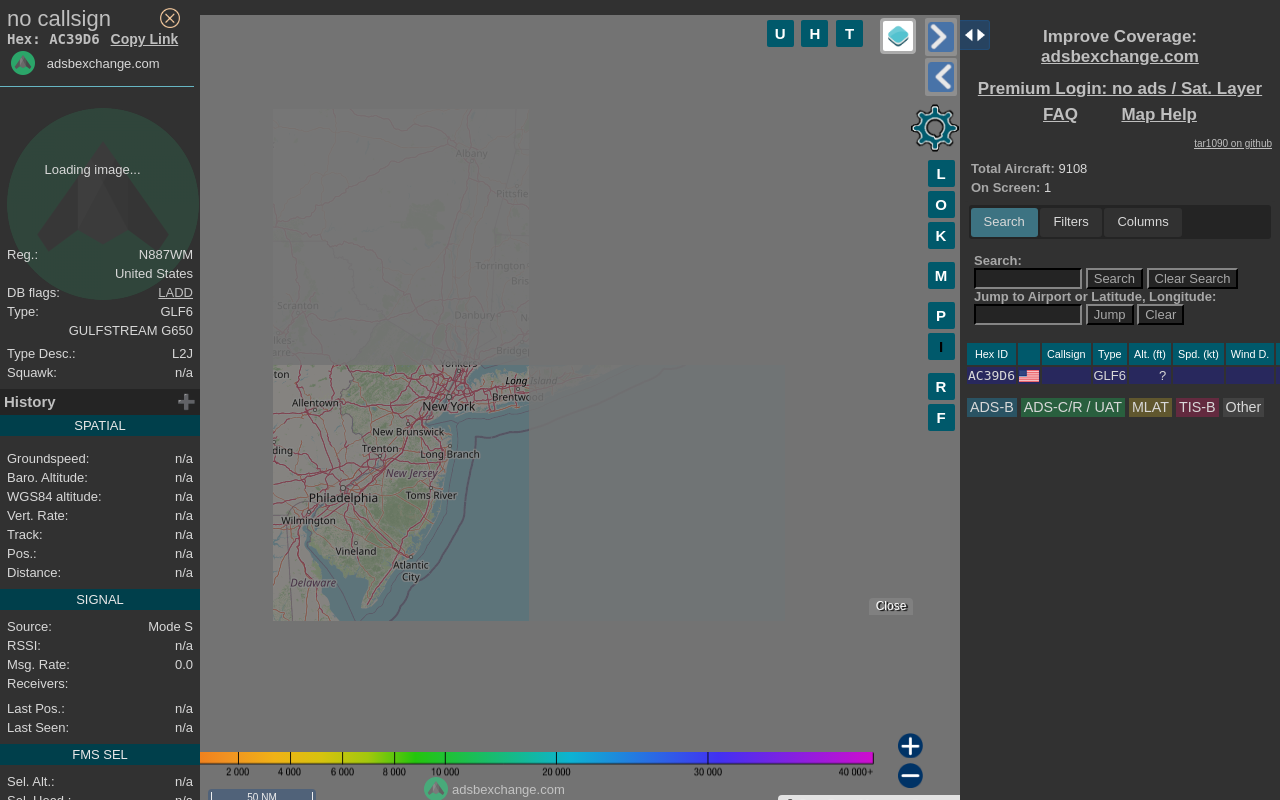 no callsign
Hex: AC39D6 Copy Link
adsbexchange.com
Loading image...
Reg.: N887WM
United States
DB flags: LADD
Type: GLF6
GULFSTREAM G650
Type Desc.: L2J
Squawk: n/a
History
SPATIAL
Groundspeed: n/a
Baro. Altitude: n/a
WGS84 altitude: n/a
Vert. Rate: n/a
Track: n/a
Pos.: n/a
Distance: n/a
SIGNAL
Source: Mode S
RSSI: n/a
Msg. Rate: 0.0
Receivers:
Last Pos.: n/a
Last Seen: n/a
FMS SEL
Sel. Alt.: n/a
Sel. Head.: n/a
U H T
L
O
K
M
P
I
R
F
Albany
Pittsfie
Torrington
Bris
Scranton
Danbury
N
ilkes
arre
Bridgep
Yonkers
ton
Long Island
Allentown
New York
Brentwood
New Brunswick
ding
Trenton
Long Branch
New Jersey
Philadelphia
Toms River
Wilmington
Vineland
Atlantic
City
Delaware
Close
2 000 4 000 6 000 8 000 10 000 20 000 30 000 40 000+
adsbexchange.com
50 NM
Improve Coverage:
adsbexchange.com
Premium Login: no ads / Sat. Layer
FAQ Map Help
tar1090 on github
Total Aircraft: 9108
On Screen: 1
Search Filters Columns
Search:
Search Clear Search
Jump to Airport or Latitude, Longitude:
Jump Clear
Hex ID Callsign Type Alt. (ft) Spd. (kt) Wind D.
AC39D6 GLF6 ?
ADS-B ADS-C/R / UAT MLAT TIS-B Other